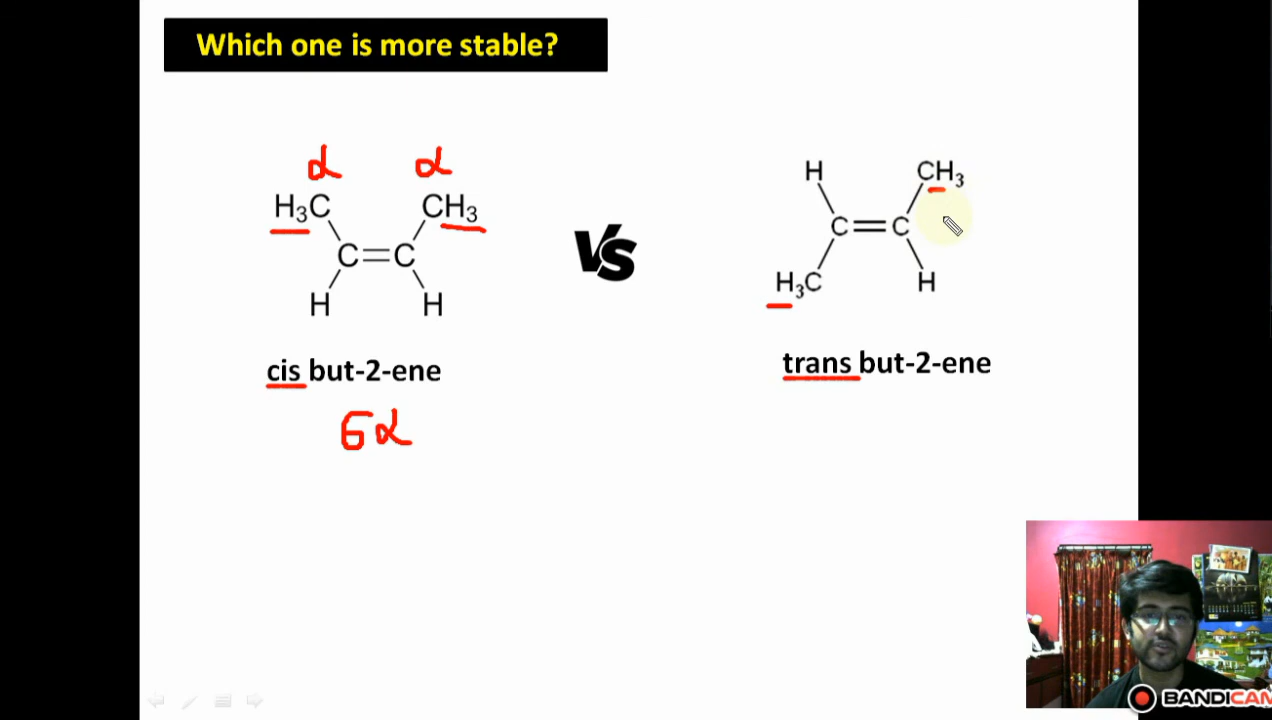 Which one is more stable?
α α
H₃C CH₃
C=C
H H
cis but-2-ene
6α
VS
H CH₃
C=C
H₃C H
trans but-2-ene
BANDICAM